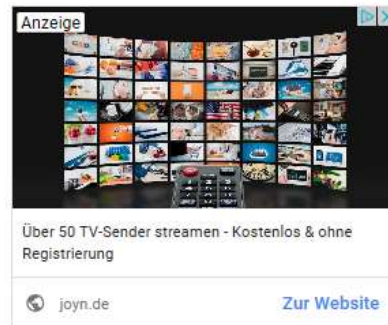 Anzeige
Über 50 TV-Sender streamen - Kostenlos & ohne
Registrierung
joyn.de
Zur Website